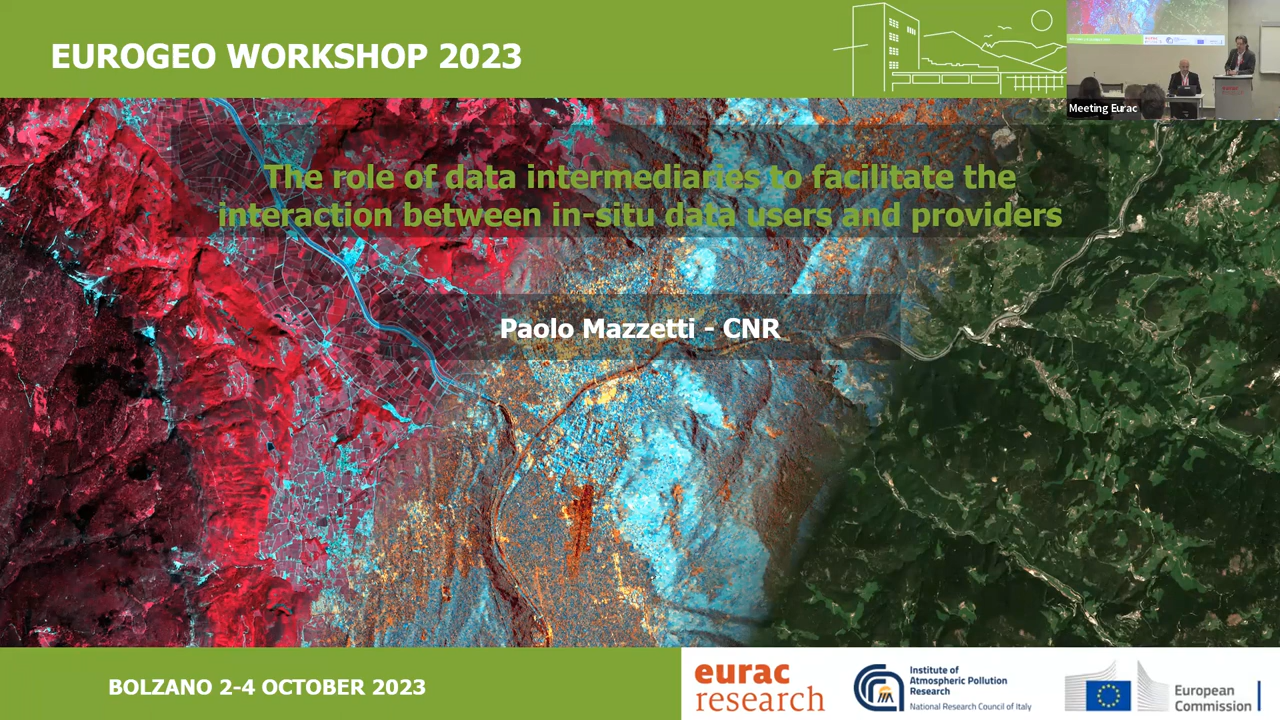 EUROGEO WORKSHOP 2023
Meeting Eurac
The role of data intermediaries to facilitate the
interaction between in-situ data users and providers
Paolo Mazzetti - CNR
BOLZANO 2-4 OCTOBER 2023
eurac
research
Institute of
Atmospheric Pollution
Research
National Research Council of Italy
European
Commission